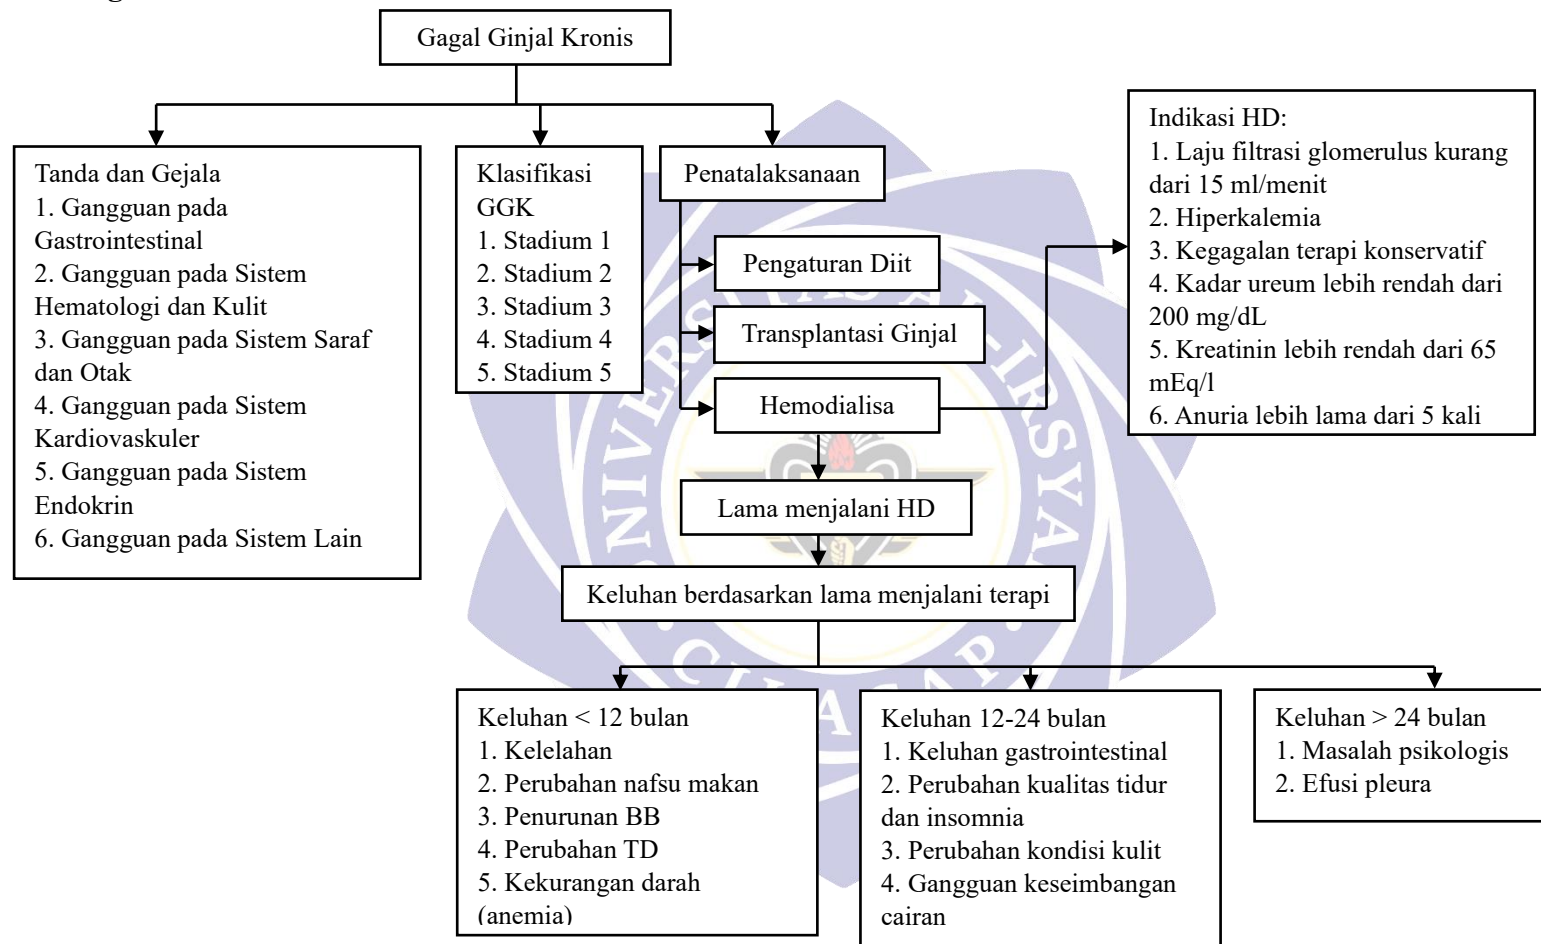 Gagal Ginjal Kronis
Tanda dan Gejala
1. Gangguan pada
Gastrointestinal
2. Gangguan pada Sistem
Hematologi dan Kulit
3. Gangguan pada Sistem Saraf
dan Otak
4. Gangguan pada Sistem
Kardiovaskuler
5. Gangguan pada Sistem
Endokrin
6. Gangguan pada Sistem Lain
Klasifikasi
GGK
1. Stadium 1
2. Stadium 2
3. Stadium 3
4. Stadium 4
5. Stadium 5
Penatalaksanaan
Pengaturan Diit
Transplantasi Ginjal
Hemodialisa
Indikasi HD:
1. Laju filtrasi glomerulus kurang
dari 15 ml/menit
2. Hiperkalemia
3. Kegagalan terapi konservatif
4. Kadar ureum lebih rendah dari
200 mg/dL
5. Kreatinin lebih rendah dari 65
mEq/l
6. Anuria lebih lama dari 5 kali
Lama menjalani HD
Keluhan berdasarkan lama menjalani terapi
Keluhan < 12 bulan
1. Kelelahan
2. Perubahan nafsu makan
3. Penurunan BB
4. Perubahan TD
5. Kekurangan darah
(anemia)
Keluhan 12-24 bulan
1. Keluhan gastrointestinal
2. Perubahan kualitas tidur
dan insomnia
3. Perubahan kondisi kulit
4. Gangguan keseimbangan
cairan
Keluhan > 24 bulan
1. Masalah psikologis
2. Efusi pleura